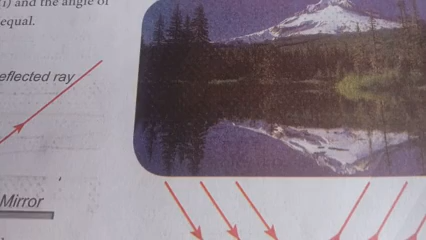 (i) and the angle of
equal.
eflected ray
Mirror